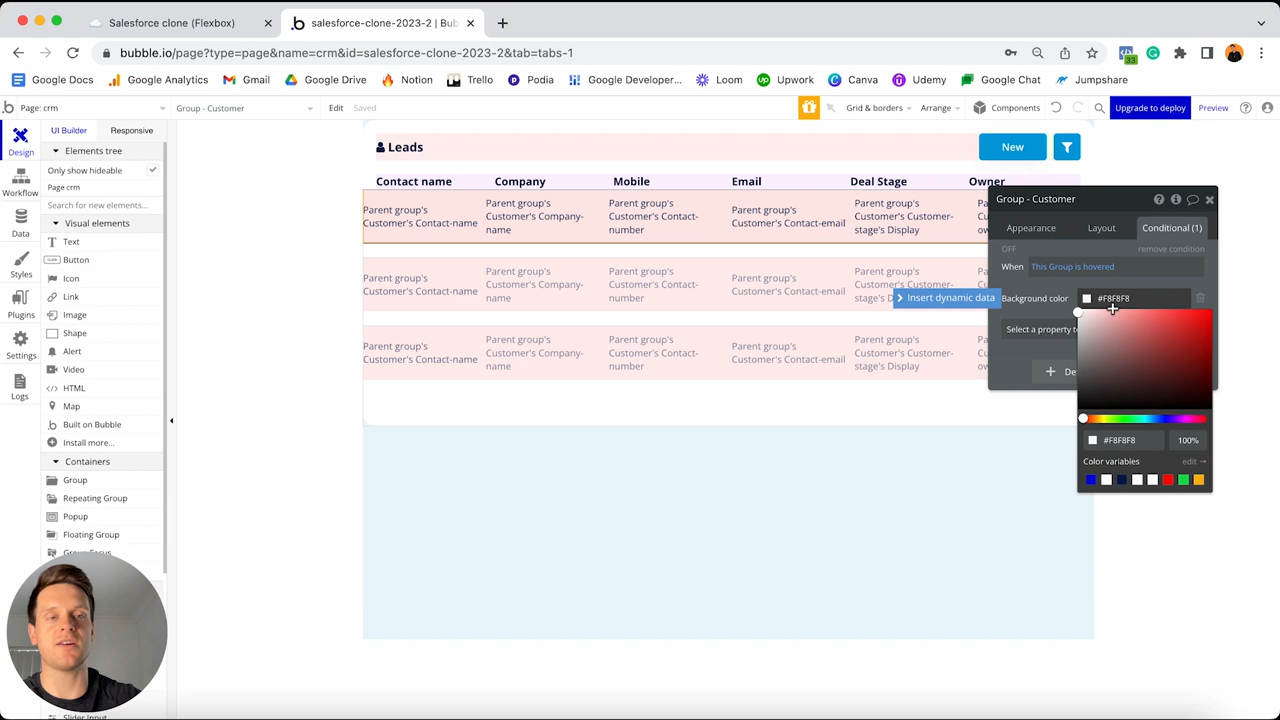 Salesforce clone (Flexbox)
salesforce-clone-2023-2 | Bub
bubble.io/page?type=page&name=crm&id=salesforce-clone-2023-2&tab=tabs-1
33
Google Docs
Google Analytics
Gmail
Google Drive
Notion
Trello
Podia
Google Developer...
Loom
Upwork
Canva
Udemy
Google Chat
Jumpshare
Page: crm
Group - Customer
Edit
Saved
Grid & borders
Arrange
Components
Upgrade to deploy
Preview
Design
Workflow
Data
Styles
Plugins
Settings
Logs
UI Builder
Responsive
Elements tree
Only show hideable
Page crm
Search for new elements...
Visual elements
Text
Button
Icon
Link
Image
Shape
Alert
Video
HTML
Map
Built on Bubble
Install more...
Containers
Group
Repeating Group
Popup
Floating Group
Group Focus
Slider Input
Leads
New
Contact name
Company
Mobile
Email
Deal Stage
Owner
Parent group's
Customer's Contact-name
Parent group's
Customer's Company-
name
Parent group's
Customer's Contact-
number
Parent group's
Customer's Contact-email
Parent group's
Customer's Customer-
stage's Display
Parent group's
Customer's Contact-name
Parent group's
Customer's Company-
name
Parent group's
Customer's Contact-
number
Parent group's
Customer's Contact-email
Parent group's
Customer's Customer-
stage's D
Parent group's
Customer's Contact-name
Parent group's
Customer's Company-
name
Parent group's
Customer's Contact-
number
Parent group's
Customer's Contact-email
Parent group's
Customer's Customer-
stage's Display
Insert dynamic data
Group - Customer
Appearance
Layout
Conditional (1)
OFF
remove condition
When
This Group is hovered
Background color
#F8F8F8
Select a property to
De
#F8F8F8
100%
Color variables
edit →